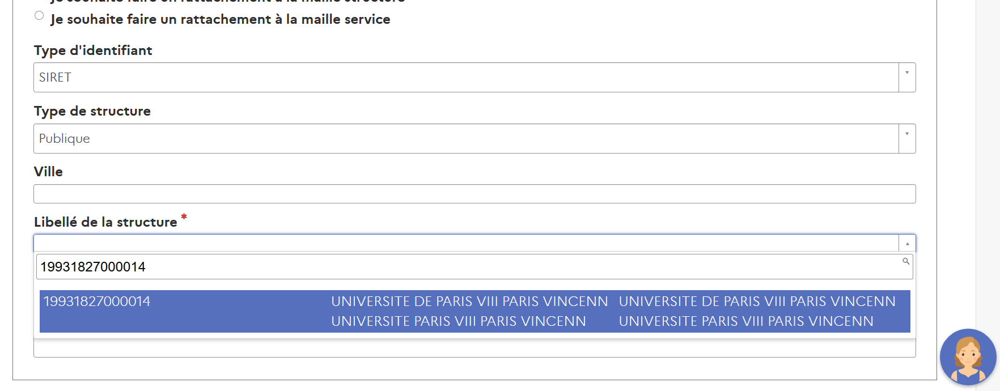 Je souhaite faire un rattachement à la maille structure
Je souhaite faire un rattachement à la maille service
Type d'identifiant
SIRET
Type de structure
Publique
Ville
Libellé de la structure *
19931827000014
19931827000014 UNIVERSITE DE PARIS VIII PARIS VINCENN UNIVERSITE DE PARIS VIII PARIS VINCENN
UNIVERSITE PARIS VIII PARIS VINCENN UNIVERSITE PARIS VIII PARIS VINCENN